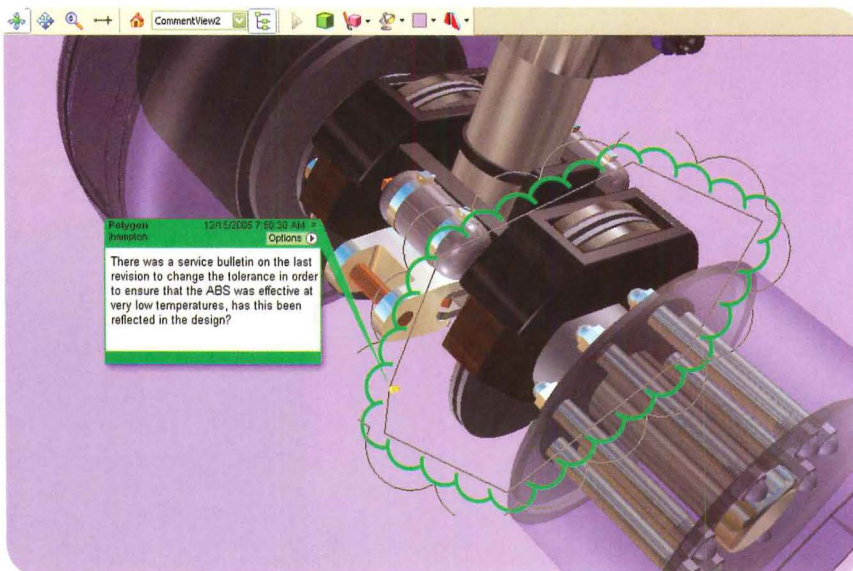 CommentView2
Polygon 12/15/2005 7:50:30 AM
jhampton
Options
There was a service bulletin on the last
revision to change the tolerance in order
to ensure that the ABS was effective at
very low temperatures, has this been
reflected in the design?